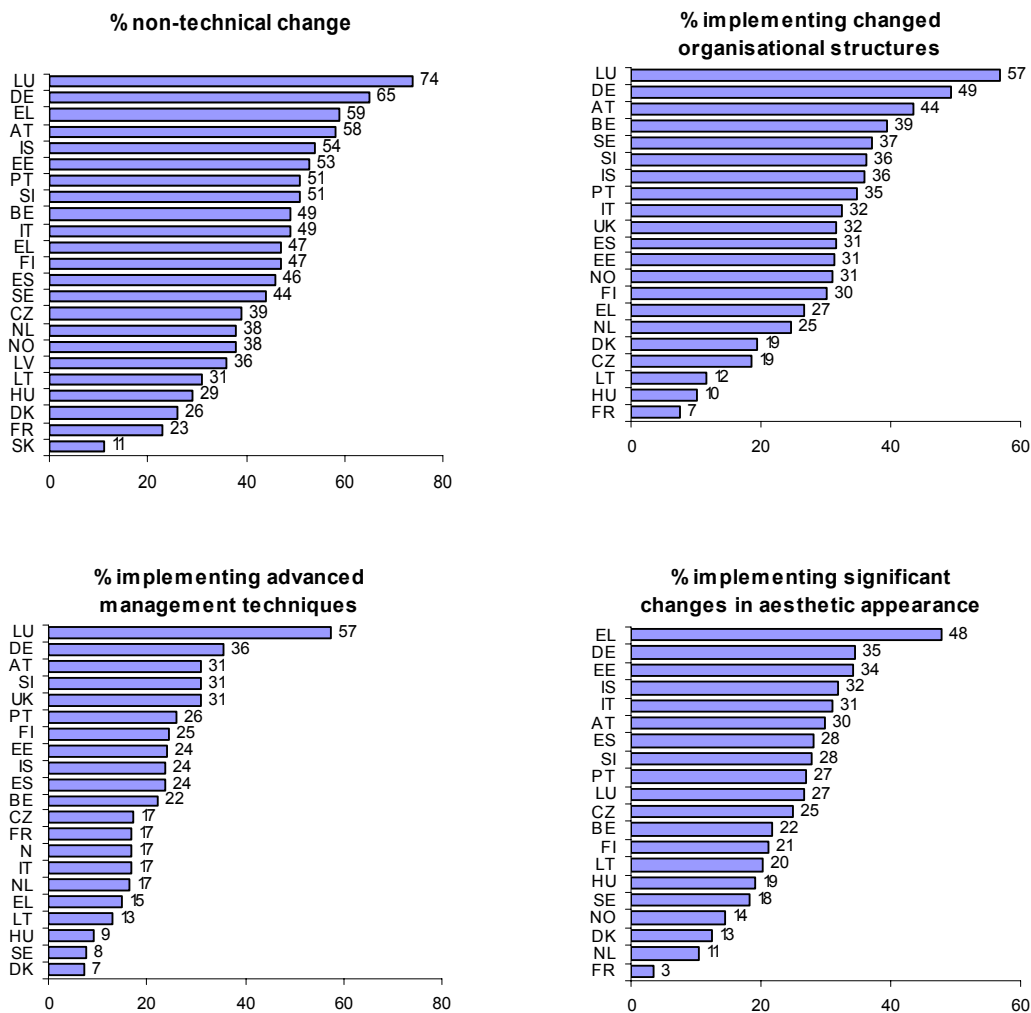 % non-technical change
LU 74
DE 65
EL 59
AT 58
IS 54
EE 53
PT 51
SI 51
BE 49
IT 49
EL 47
FI 47
ES 46
SE 44
CZ 39
NL 38
NO 38
LV 36
LT 31
HU 29
DK 26
FR 23
SK 11
0 20 40 60 80
% implementing changed
organisational structures
LU 57
DE 49
AT 44
BE 39
SE 37
SI 36
IS 36
PT 35
IT 32
UK 32
ES 31
EE 31
NO 31
FI 30
EL 27
NL 25
DK 19
CZ 19
LT 12
HU 10
FR 7
0 20 40 60
% implementing advanced
management techniques
LU 57
DE 36
AT 31
SI 31
UK 31
PT 26
FI 25
EE 24
IS 24
ES 24
BE 22
CZ 17
FR 17
N 17
IT 17
NL 17
EL 15
LT 13
HU 9
SE 8
DK 7
0 20 40 60 80
% implementing significant
changes in aesthetic appearance
EL 48
DE 35
EE 34
IS 32
IT 31
AT 30
ES 28
SI 28
PT 27
LU 27
CZ 25
BE 22
FI 21
LT 20
HU 19
SE 18
NO 14
DK 13
NL 11
FR 3
0 20 40 60